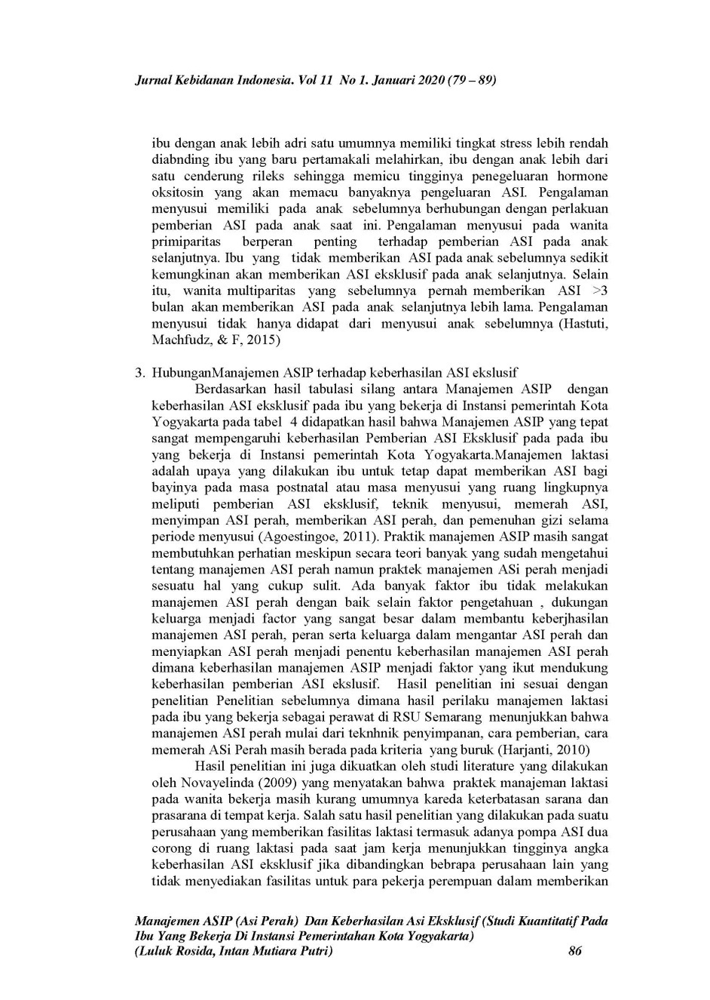 Jurnal Kebidanan Indonesia. Vol 11 No 1. Januari 2020 (79 – 89)
ibu dengan anak lebih adri satu umumnya memiliki tingkat stress lebih rendah
diabnding ibu yang baru pertamakali melahirkan, ibu dengan anak lebih dari
satu cenderung rileks sehingga memicu tingginya penegeluaran hormone
oksitosin yang akan memacu banyaknya pengeluaran ASI. Pengalaman
menyusui memiliki pada anak sebelumnya berhubungan dengan perlakuan
pemberian ASI pada anak saat ini. Pengalaman menyusui pada wanita
primiparitas berperan penting terhadap pemberian ASI pada anak
selanjutnya. Ibu yang tidak memberikan ASI pada anak sebelumnya sedikit
kemungkinan akan memberikan ASI eksklusif pada anak selanjutnya. Selain
itu, wanita multiparitas yang sebelumnya pernah memberikan ASI >3
bulan akan memberikan ASI pada anak selanjutnya lebih lama. Pengalaman
menyusui tidak hanya didapat dari menyusui anak sebelumnya (Hastuti,
Machfudz, & F, 2015)
3. HubunganManajemen ASIP terhadap keberhasilan ASI ekslusif
Berdasarkan hasil tabulasi silang antara Manajemen ASIP dengan
keberhasilan ASI eksklusif pada ibu yang bekerja di Instansi pemerintah Kota
Yogyakarta pada tabel 4 didapatkan hasil bahwa Manajemen ASIP yang tepat
sangat mempengaruhi keberhasilan Pemberian ASI Eksklusif pada pada ibu
yang bekerja di Instansi pemerintah Kota Yogyakarta.Manajemen laktasi
adalah upaya yang dilakukan ibu untuk tetap dapat memberikan ASI bagi
bayinya pada masa postnatal atau masa menyusui yang ruang lingkupnya
meliputi pemberian ASI eksklusif, teknik menyusui, memerah ASI,
menyimpan ASI perah, memberikan ASI perah, dan pemenuhan gizi selama
periode menyusui (Agoestingoe, 2011). Praktik manajemen ASIP masih sangat
membutuhkan perhatian meskipun secara teori banyak yang sudah mengetahui
tentang manajemen ASI perah namun praktek manajemen ASi perah menjadi
sesuatu hal yang cukup sulit. Ada banyak faktor ibu tidak melakukan
manajemen ASI perah dengan baik selain faktor pengetahuan , dukungan
keluarga menjadi factor yang sangat besar dalam membantu keberjhasilan
manajemen ASI perah, peran serta keluarga dalam mengantar ASI perah dan
menyiapkan ASI perah menjadi penentu keberhasilan manajemen ASI perah
dimana keberhasilan manajemen ASIP menjadi faktor yang ikut mendukung
keberhasilan pemberian ASI ekslusif. Hasil penelitian ini sesuai dengan
penelitian Penelitian sebelumnya dimana hasil perilaku manajemen laktasi
pada ibu yang bekerja sebagai perawat di RSU Semarang menunjukkan bahwa
manajemen ASI perah mulai dari teknhnik penyimpanan, cara pemberian, cara
memerah ASi Perah masih berada pada kriteria yang buruk (Harjanti, 2010)
Hasil penelitian ini juga dikuatkan oleh studi literature yang dilakukan
oleh Novayelinda (2009) yang menyatakan bahwa praktek manajeman laktasi
pada wanita bekerja masih kurang umumnya kareda keterbatasan sarana dan
prasarana di tempat kerja. Salah satu hasil penelitian yang dilakukan pada suatu
perusahaan yang memberikan fasilitas laktasi termasuk adanya pompa ASI dua
corong di ruang laktasi pada saat jam kerja menunjukkan tingginya angka
keberhasilan ASI eksklusif jika dibandingkan bebrapa perusahaan lain yang
tidak menyediakan fasilitas untuk para pekerja perempuan dalam memberikan
Manajemen ASIP (Asi Perah) Dan Keberhasilan Asi Eksklusif (Studi Kuantitatif Pada
Ibu Yang Bekerja Di Instansi Pemerintahan Kota Yogyakarta)
(Luluk Rosida, Intan Mutiara Putri) 86